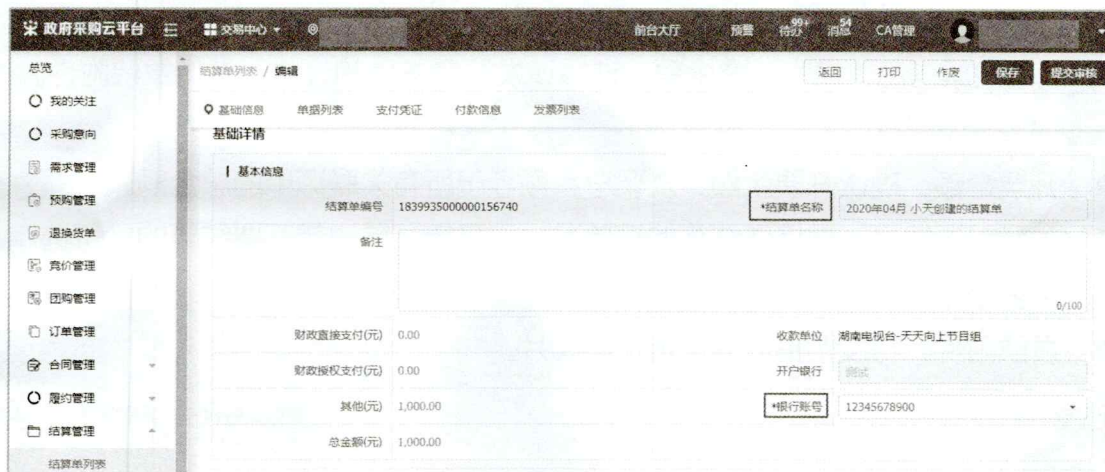 政府采购云平台 交易中心 前台大厅 预警 待办 99+ 消息 54 CA管理
总览
结算单列表 / 编辑 返回 打印 作废 保存 提交审核
我的关注
基础信息 单据列表 支付凭证 付款信息 发票列表
采购意向
基础详情
需求管理
基本信息
预购管理
结算单编号 1839935000000156740 *结算单名称 2020年04月 小天创建的结算单
退换货单
备注
竞价管理
团购管理
0/100
订单管理
财政直接支付(元) 0.00 收款单位 湖南电视台-天天向上节目组
合同管理
财政授权支付(元) 0.00 开户银行 测试
履约管理
其他(元) 1,000.00 *银行账号 12345678900
结算管理
总金额(元) 1,000.00
结算单列表